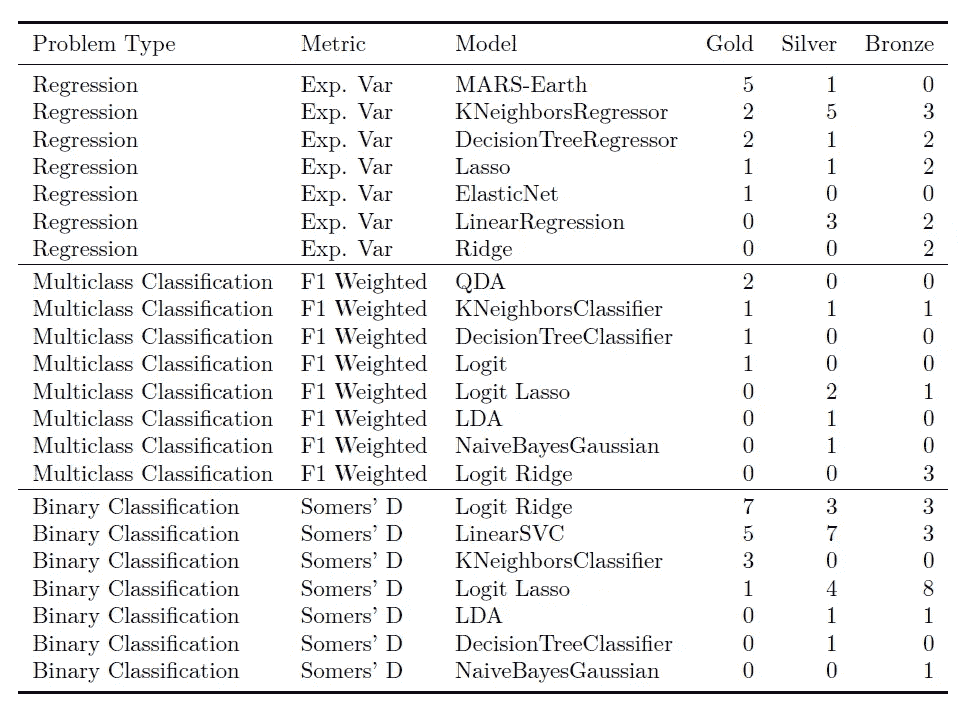 Problem Type Metric Model Gold Silver Bronze
Regression Exp. Var MARS-Earth 5 1 0
Regression Exp. Var KNeighborsRegressor 2 5 3
Regression Exp. Var DecisionTreeRegressor 2 1 2
Regression Exp. Var Lasso 1 1 2
Regression Exp. Var ElasticNet 1 0 0
Regression Exp. Var LinearRegression 0 3 2
Regression Exp. Var Ridge 0 0 2
Multiclass Classification F1 Weighted QDA 2 0 0
Multiclass Classification F1 Weighted KNeighborsClassifier 1 1 1
Multiclass Classification F1 Weighted DecisionTreeClassifier 1 0 0
Multiclass Classification F1 Weighted Logit 1 0 0
Multiclass Classification F1 Weighted Logit Lasso 0 2 1
Multiclass Classification F1 Weighted LDA 0 1 0
Multiclass Classification F1 Weighted NaiveBayesGaussian 0 1 0
Multiclass Classification F1 Weighted Logit Ridge 0 0 3
Binary Classification Somers' D Logit Ridge 7 3 3
Binary Classification Somers' D LinearSVC 5 7 3
Binary Classification Somers' D KNeighborsClassifier 3 0 0
Binary Classification Somers' D Logit Lasso 1 4 8
Binary Classification Somers' D LDA 0 1 1
Binary Classification Somers' D DecisionTreeClassifier 0 1 0
Binary Classification Somers' D NaiveBayesGaussian 0 0 1